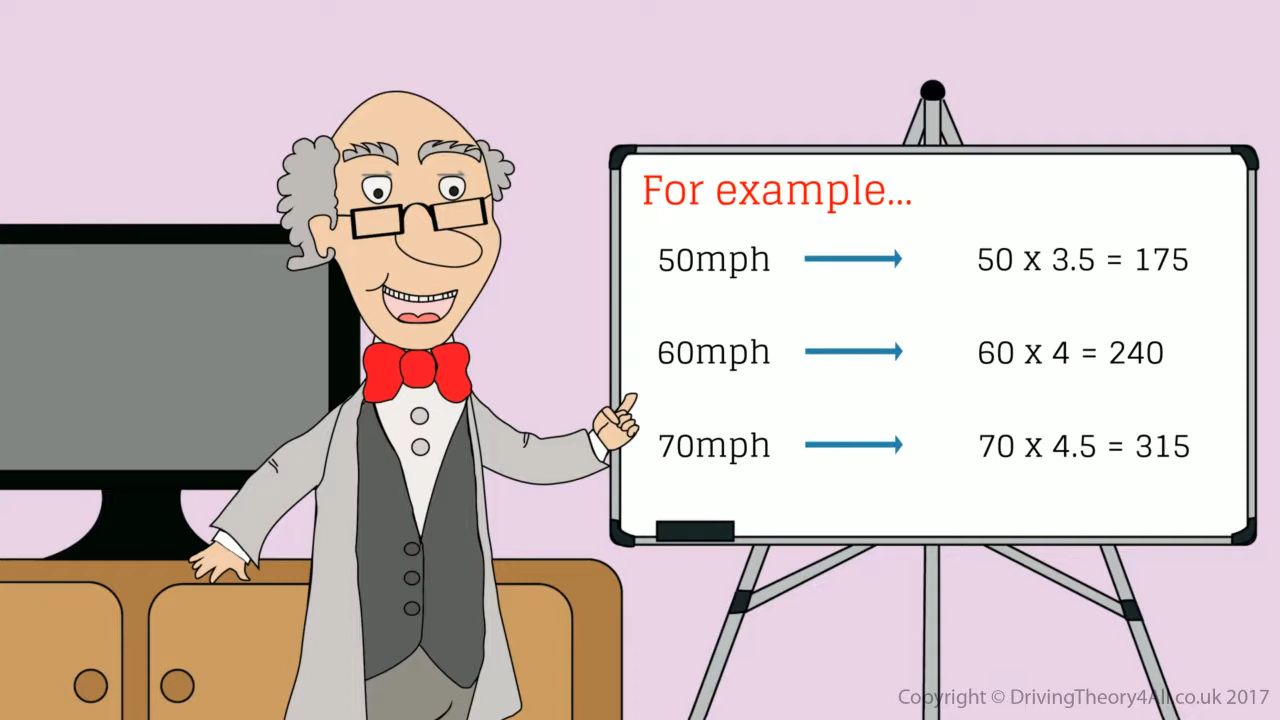 For example...
50mph 50 x 3.5 = 175
60mph 60 x 4 = 240
70mph 70 x 4.5 = 315
Copyright © DrivingTheory4All.co.uk 2017